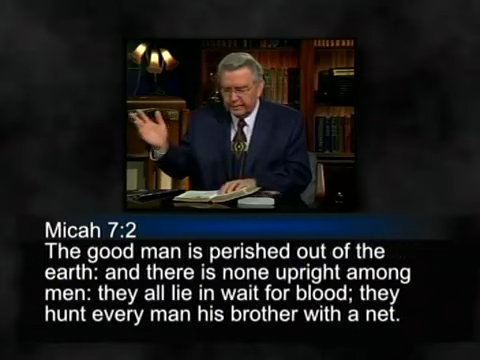 Micah 7:2
The good man is perished out of the
earth: and there is none upright among
men: they all lie in wait for blood; they
hunt every man his brother with a net.